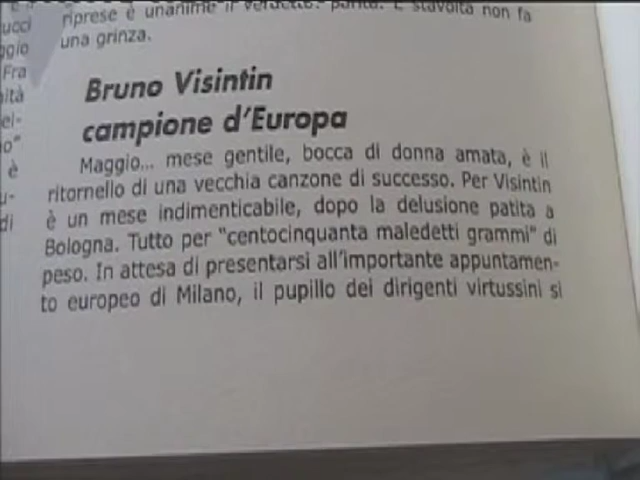 riprese è unanime il verdetto: parità. E stavolta non fa
una grinza.
Bruno Visintin
campione d'Europa
Maggio... mese gentile, bocca di donna amata, è il
ritornello di una vecchia canzone di successo. Per Visintin
è un mese indimenticabile, dopo la delusione patita a
Bologna. Tutto per "centocinquanta maledetti grammi" di
peso. In attesa di presentarsi all'importante appuntamen-
to europeo di Milano, il pupillo dei dirigenti virtussini si